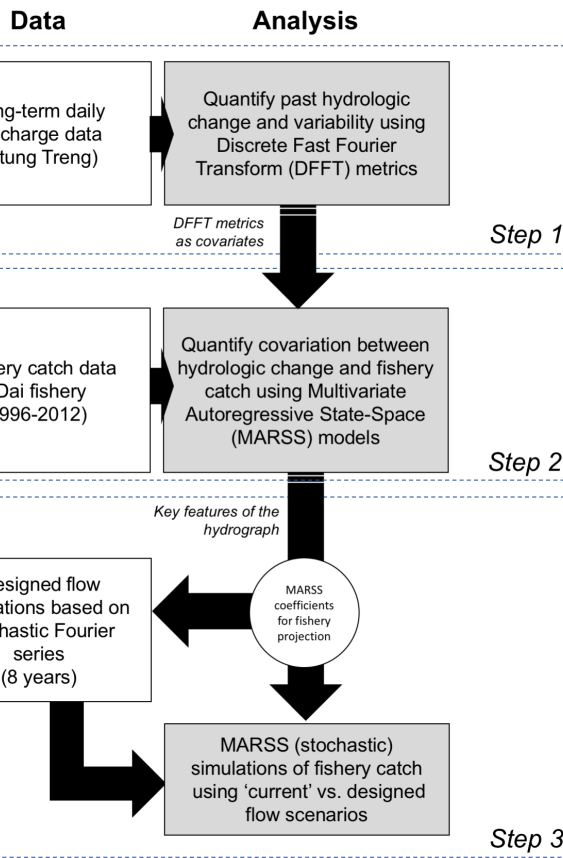 Data
Analysis
ng-term daily
charge data
tung Treng)
Quantify past hydrologic
change and variability using
Discrete Fast Fourier
Transform (DFFT) metrics
DFFT metrics
as covariates
Step 1
ery catch data
Dai fishery
996-2012)
Quantify covariation between
hydrologic change and fishery
catch using Multivariate
Autoregressive State-Space
(MARSS) models
Step 2
Key features of the
hydrograph
esigned flow
ations based on
hastic Fourier
series
(8 years)
MARSS
coefficients
for fishery
projection
MARSS (stochastic)
simulations of fishery catch
using ‘current’ vs. designed
flow scenarios
Step 3